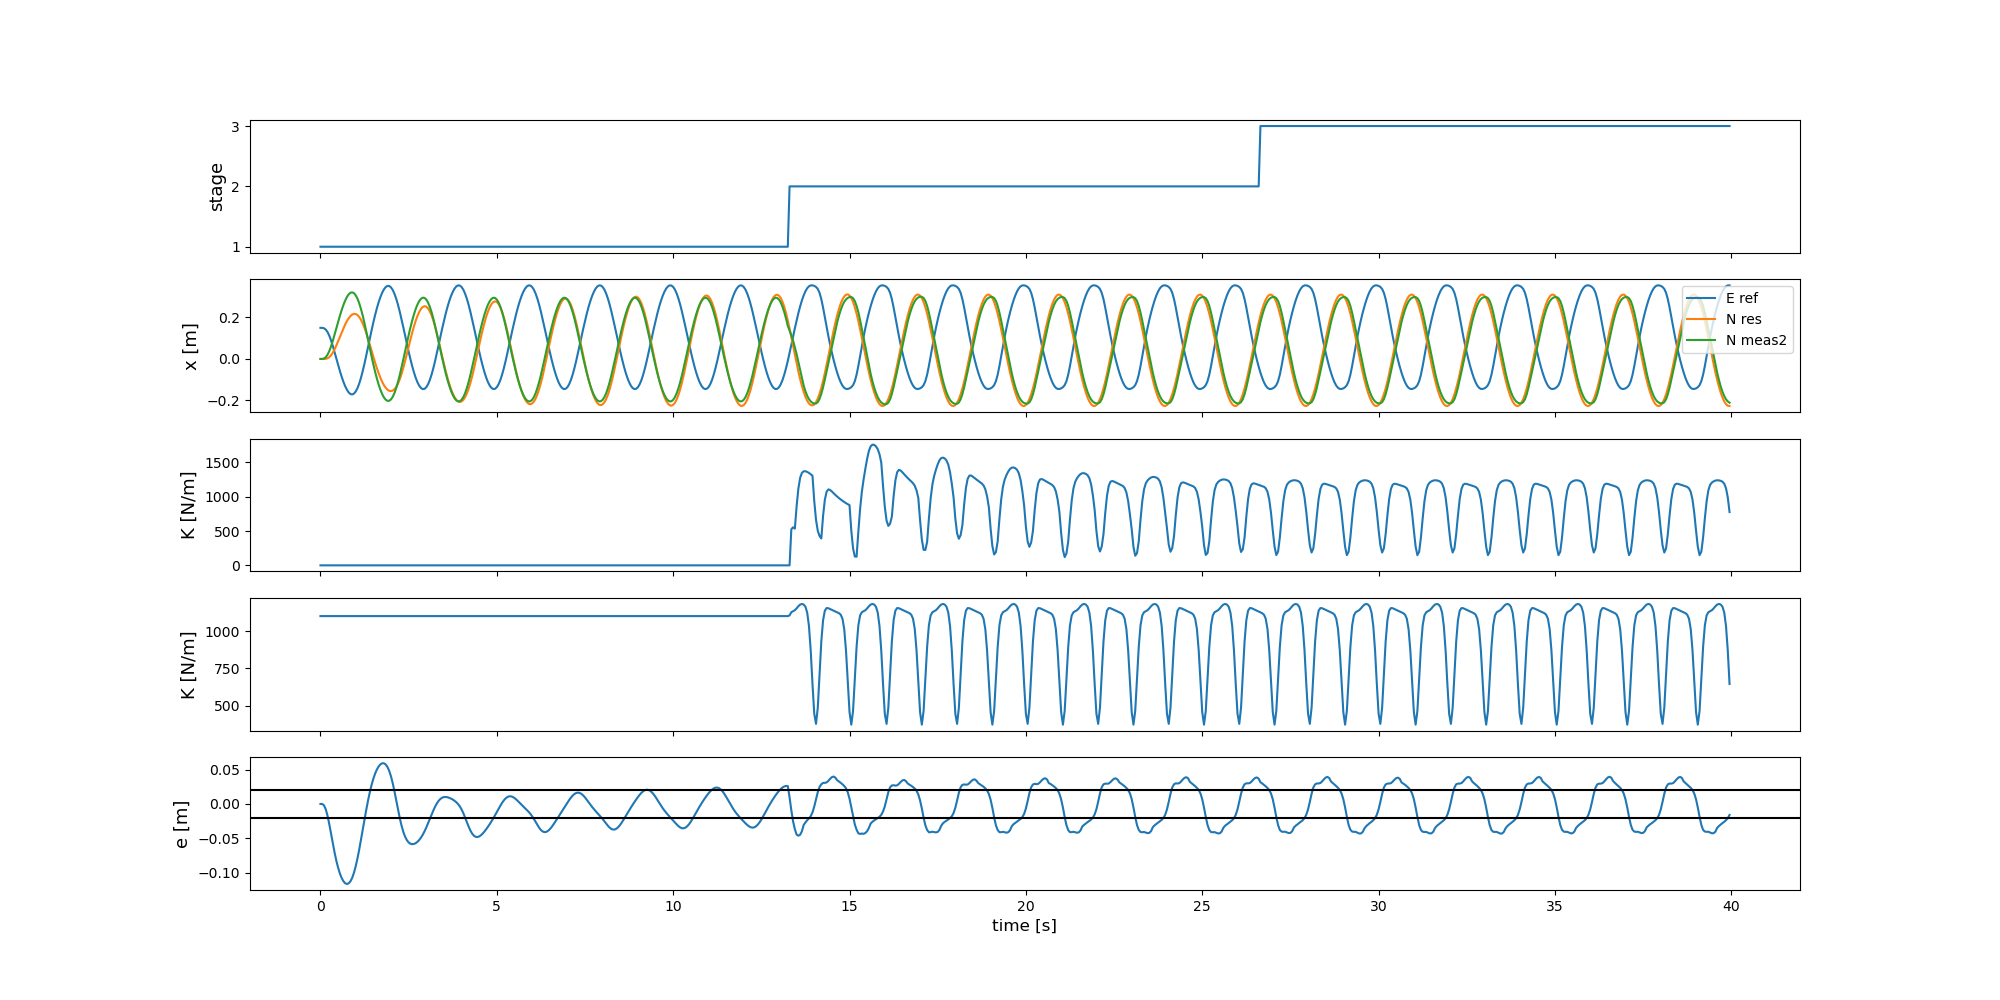 3
2
1
stage
0.2
0.0
−0.2
x [m]
E ref
N res
N meas2
1500
1000
500
0
K [N/m]
1000
750
500
K [N/m]
0.05
0.00
−0.05
−0.10
e [m]
0 5 10 15 20 25 30 35 40
time [s]